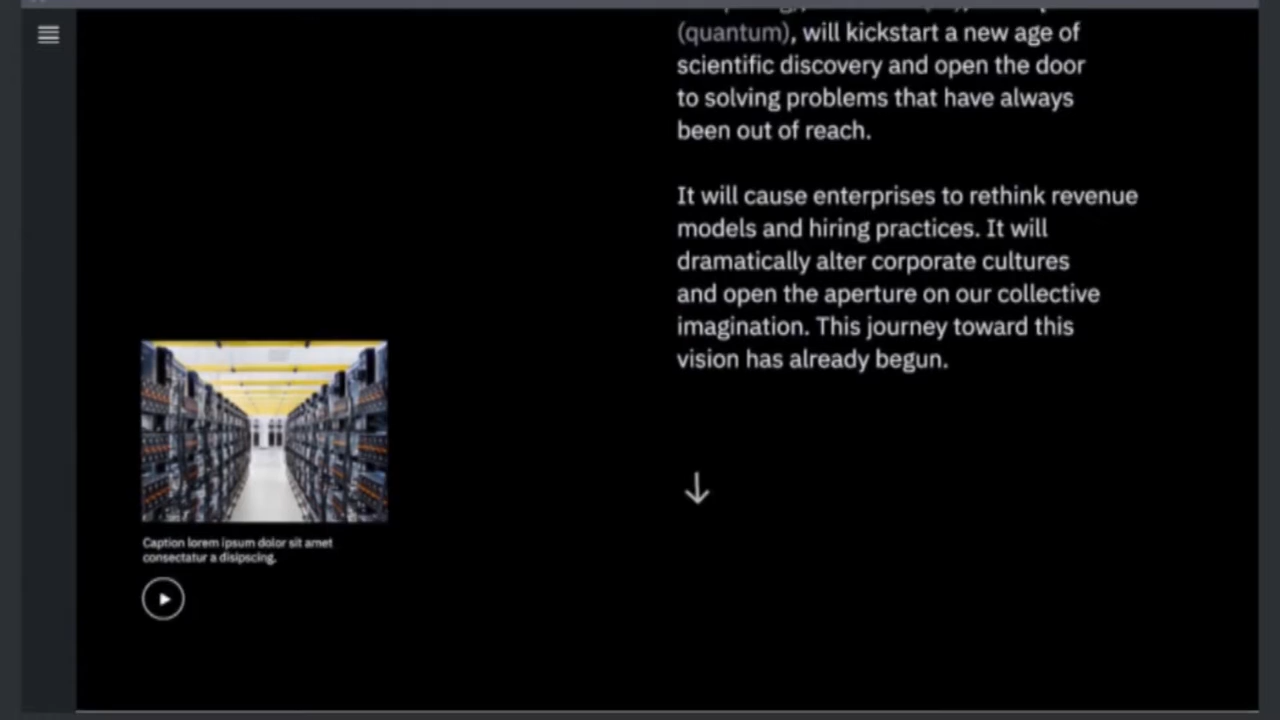 (quantum), will kickstart a new age of
scientific discovery and open the door
to solving problems that have always
been out of reach.
It will cause enterprises to rethink revenue
models and hiring practices. It will
dramatically alter corporate cultures
and open the aperture on our collective
imagination. This journey toward this
vision has already begun.
Caption lorem ipsum dolor sit amet
consectatur a disipscing.